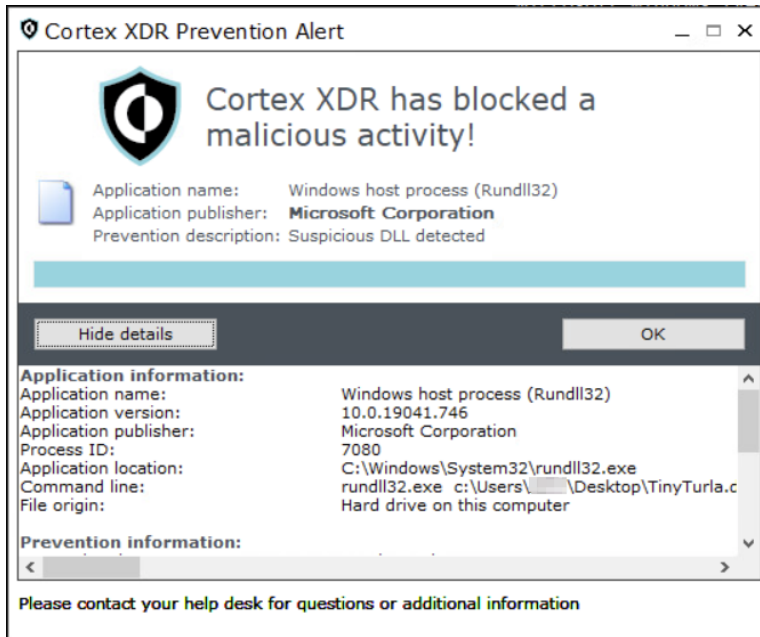 Cortex XDR Prevention Alert
Cortex XDR has blocked a
malicious activity!
Application name: Windows host process (Rundll32)
Application publisher: Microsoft Corporation
Prevention description: Suspicious DLL detected
Hide details OK
Application information:
Application name: Windows host process (Rundll32)
Application version: 10.0.19041.746
Application publisher: Microsoft Corporation
Process ID: 7080
Application location: C:\Windows\System32\rundll32.exe
Command line: rundll32.exe c:\Users\ \Desktop\TinyTurla.d
File origin: Hard drive on this computer
Prevention information:
Please contact your help desk for questions or additional information